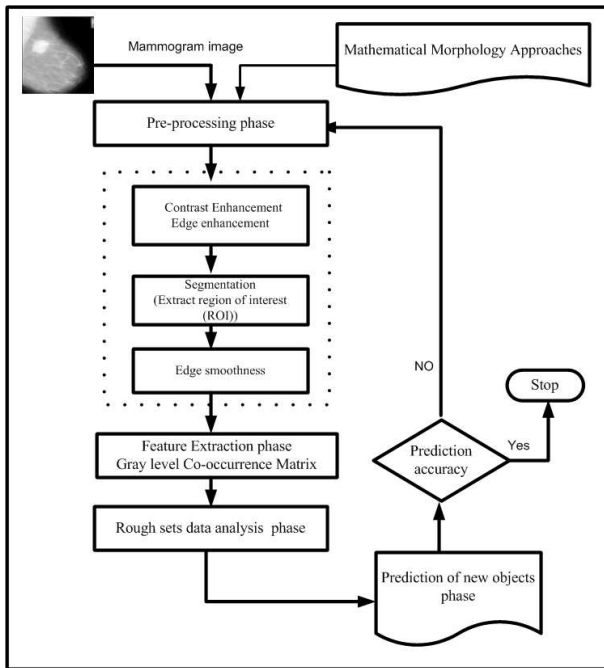 Mammogram image
Mathematical Morphology Approaches
Pre-processing phase
Contrast Enhancement
Edge enhancement
Segmentation
(Extract region of interest
(ROI))
Edge smoothness
Feature Extraction phase
Gray level Co-occurrence Matrix
Rough sets data analysis phase
Prediction of new objects
phase
Prediction
accuracy
NO
Yes
Stop